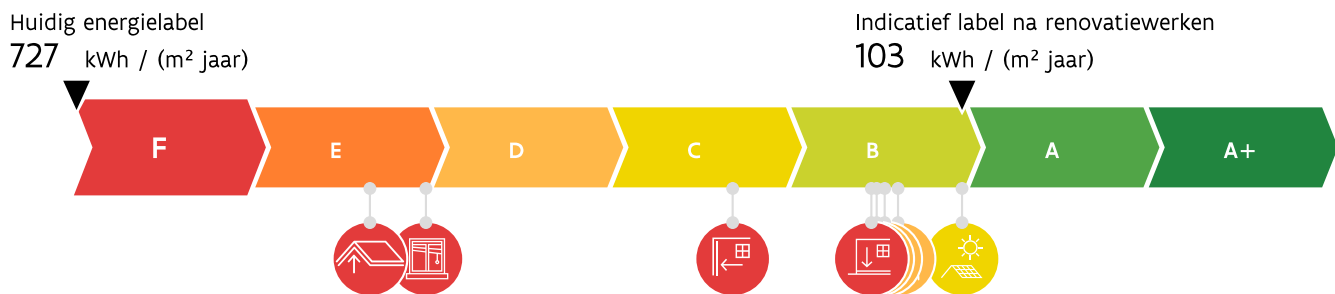 Huidig energielabel
727 kWh / (m² jaar)
Indicatief label na renovatiewerken
103 kWh / (m² jaar)
F E D C B A A+